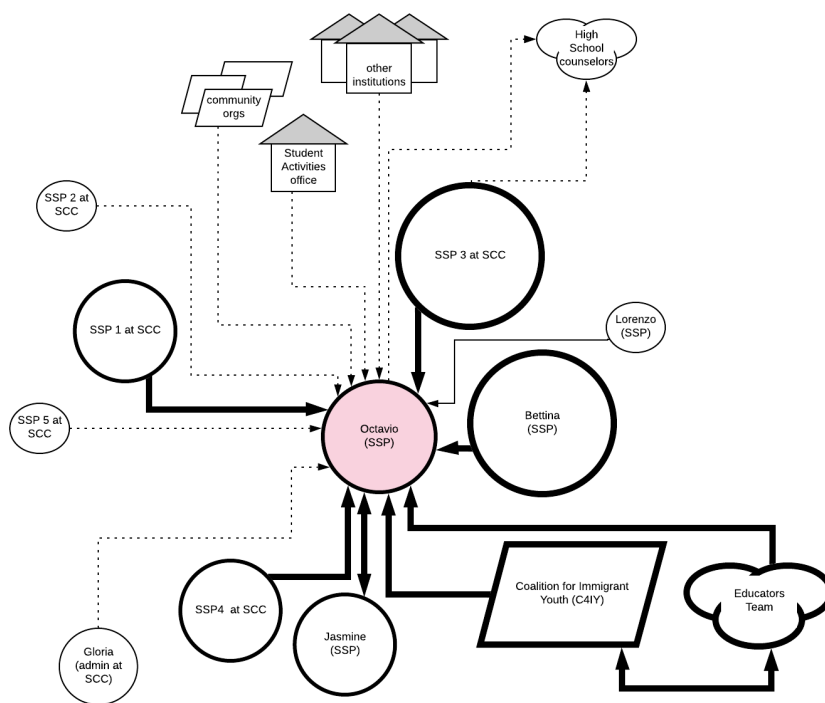 High
School
counselors
other
institutions
community
orgs
Student
Activities
office
SSP 2 at
SCC
SSP 3 at SCC
SSP 1 at SCC
Lorenzo
(SSP)
SSP 5 at
SCC
Octavio
(SSP)
Bettina
(SSP)
SSP4  at SCC
Jasmine
(SSP)
Coalition for Immigrant
Youth (C4IY)
Educators
Team
Gloria
(admin at
SCC)